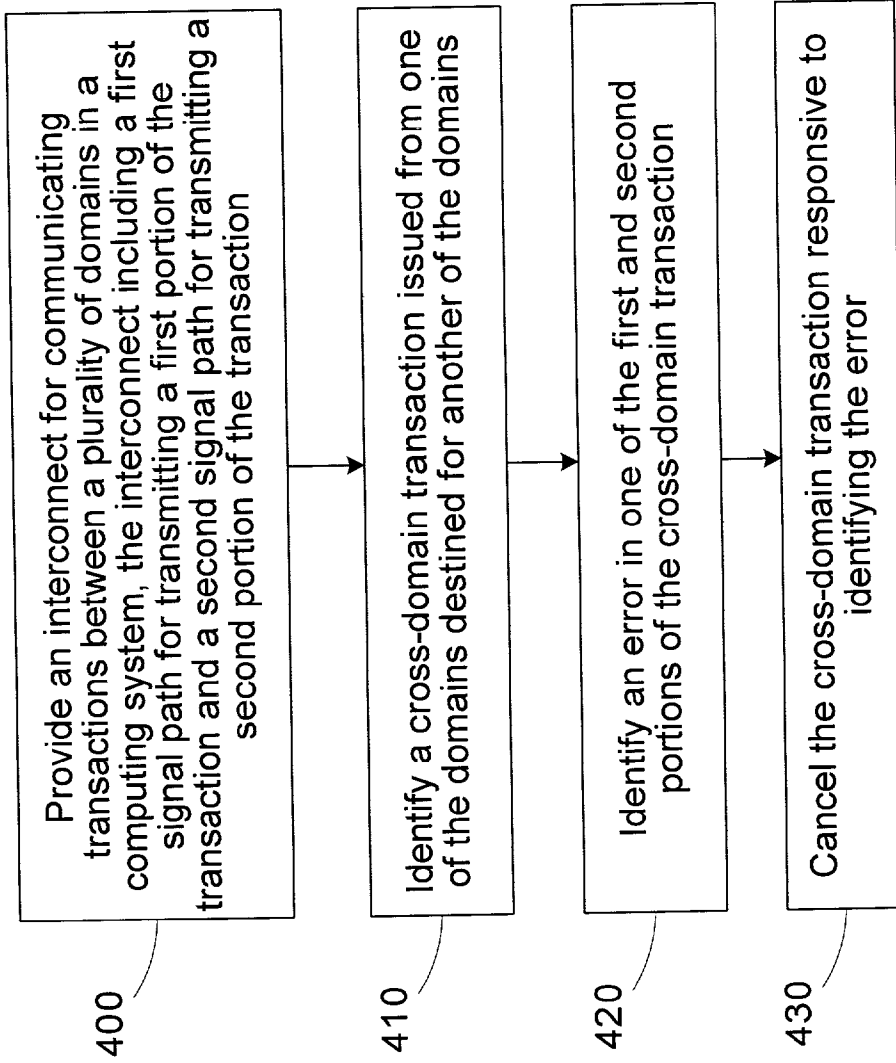 400
Provide an interconnect for communicating
transactions between a plurality of domains in a
computing system, the interconnect including a first
signal path for transmitting a first portion of the
transaction and a second signal path for transmitting a
second portion of the transaction
410
Identify a cross-domain transaction issued from one
of the domains destined for another of the domains
420
Identify an error in one of the first and second
portions of the cross-domain transaction
430
Cancel the cross-domain transaction responsive to
identifying the error